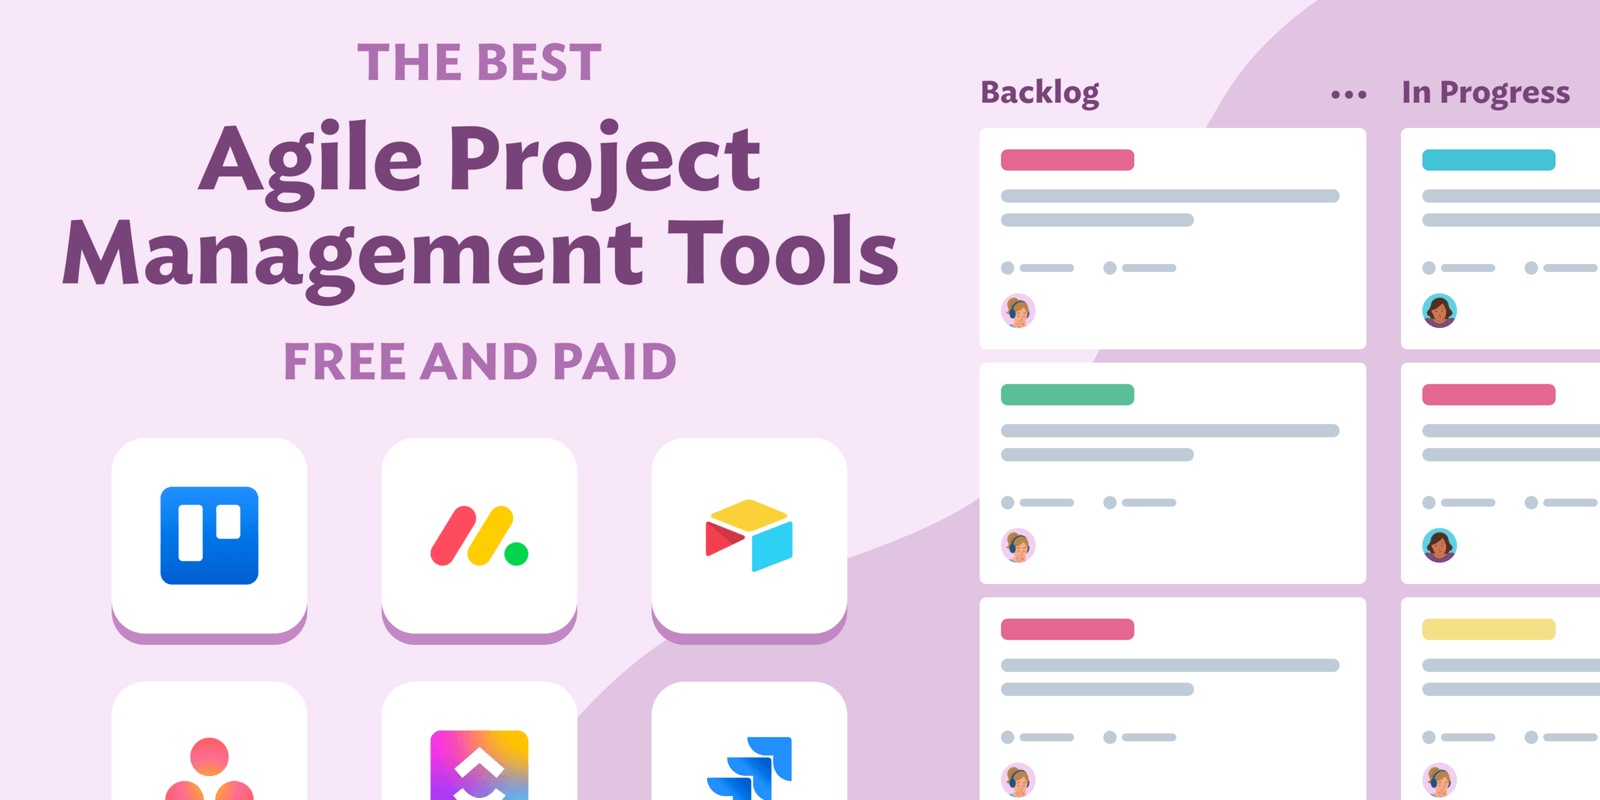 THE BEST
Agile Project
Management Tools
FREE AND PAID
Backlog
In Progress